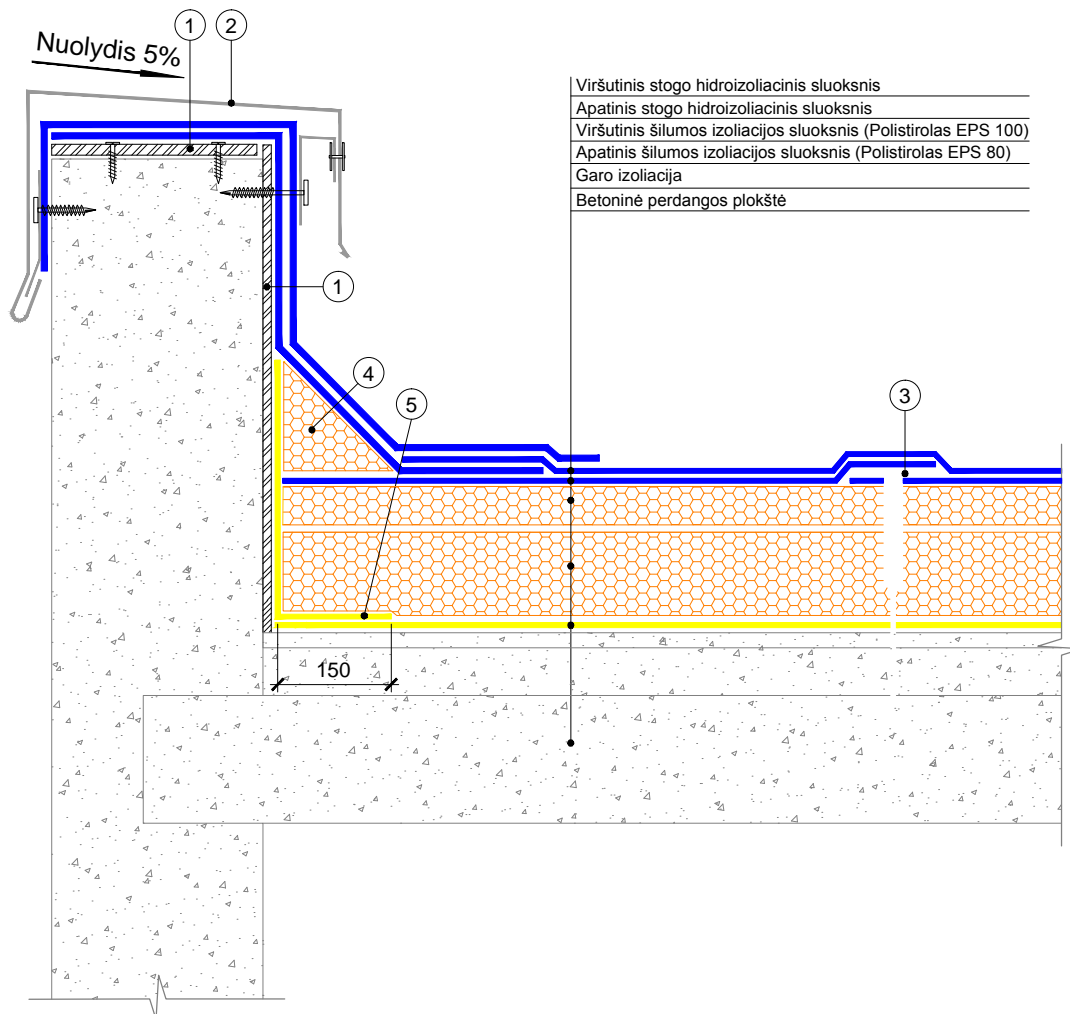 1
2
Nuolydis 5%
Viršutinis stogo hidroizoliacinis sluoksnis
Apatinis stogo hidroizoliacinis sluoksnis
Viršutinis šilumos izoliacijos sluoksnis (Polistirolas EPS 100)
Apatinis šilumos izoliacijos sluoksnis (Polistirolas EPS 80)
Garo izoliacija
Betoninė perdangos plokštė
1
1
4
5
3
150